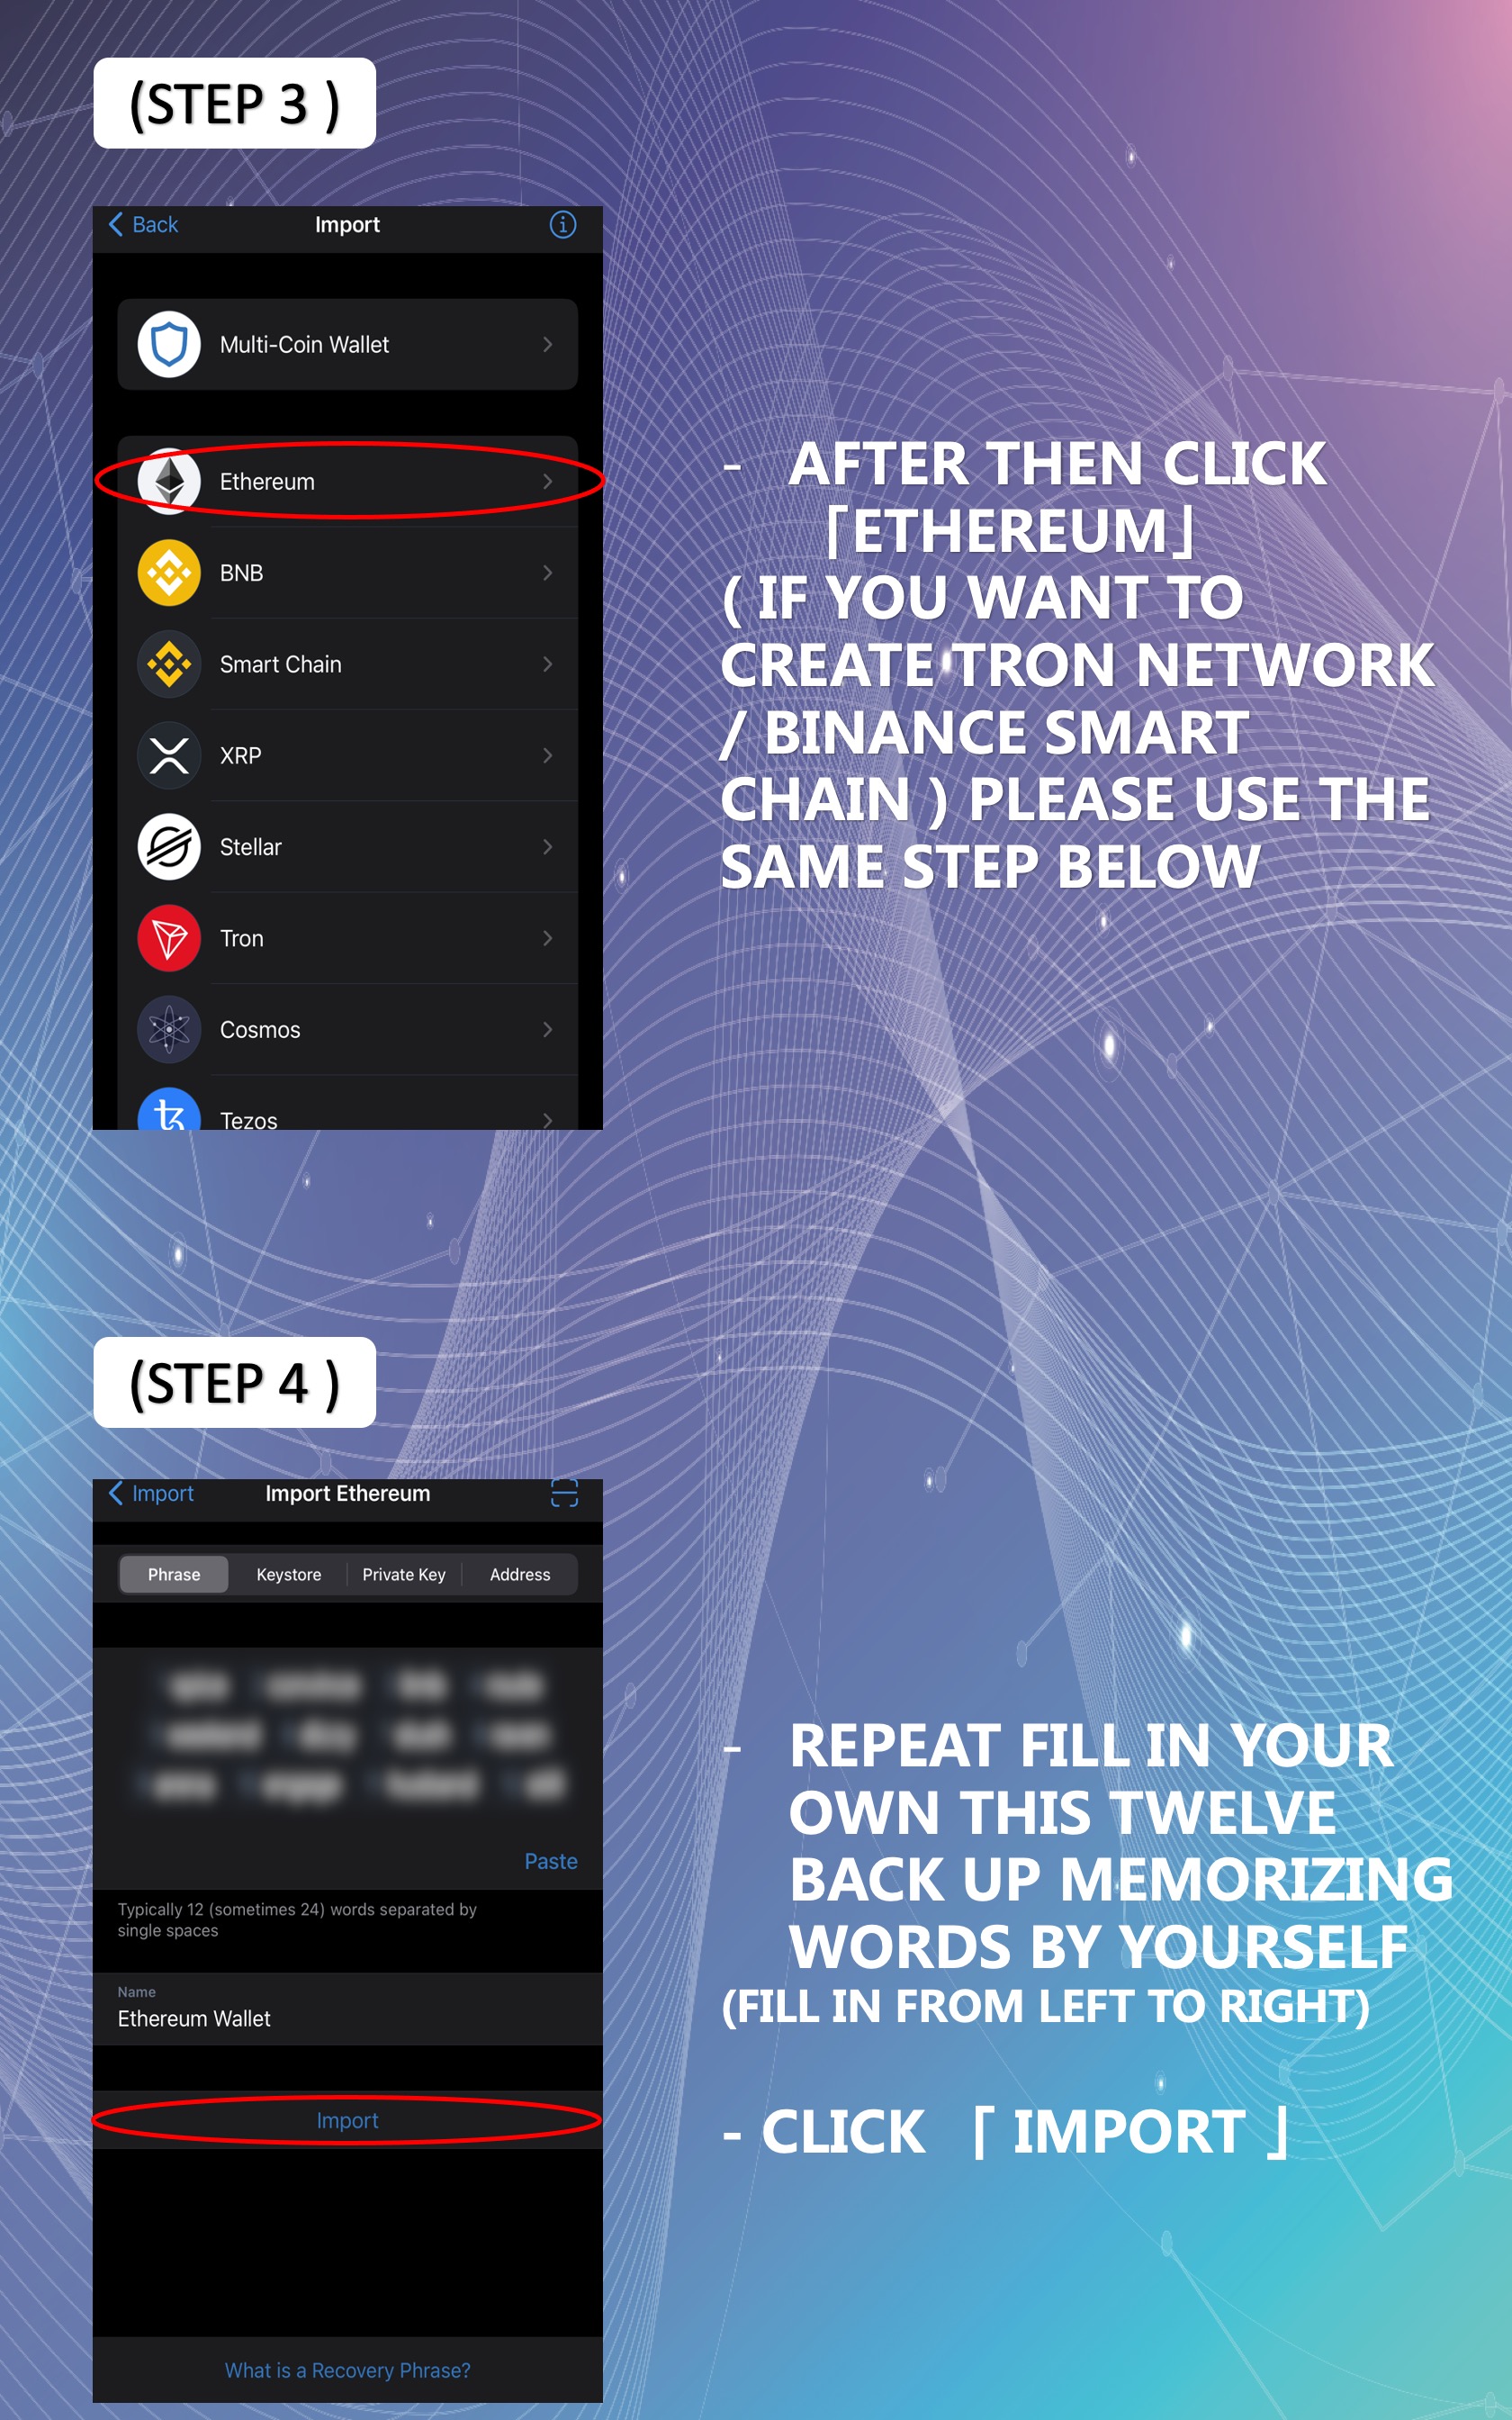 (STEP 3 )
Back
Import
Multi-Coin Wallet
Ethereum
BNB
Smart Chain
XRP
Stellar
Tron
Cosmos
Tezos
- AFTER THEN CLICK
「ETHEREUM」
( IF YOU WANT TO
CREATE TRON NETWORK
/ BINANCE SMART
CHAIN ) PLEASE USE THE
SAME STEP BELOW
(STEP 4 )
Import
Import Ethereum
Phrase Keystore Private Key Address
Paste
Typically 12 (sometimes 24) words separated by
single spaces
Name
Ethereum Wallet
Import
What is a Recovery Phrase?
- REPEAT FILL IN YOUR
OWN THIS TWELVE
BACK UP MEMORIZING
WORDS BY YOURSELF
(FILL IN FROM LEFT TO RIGHT)
- CLICK 「 IMPORT 」